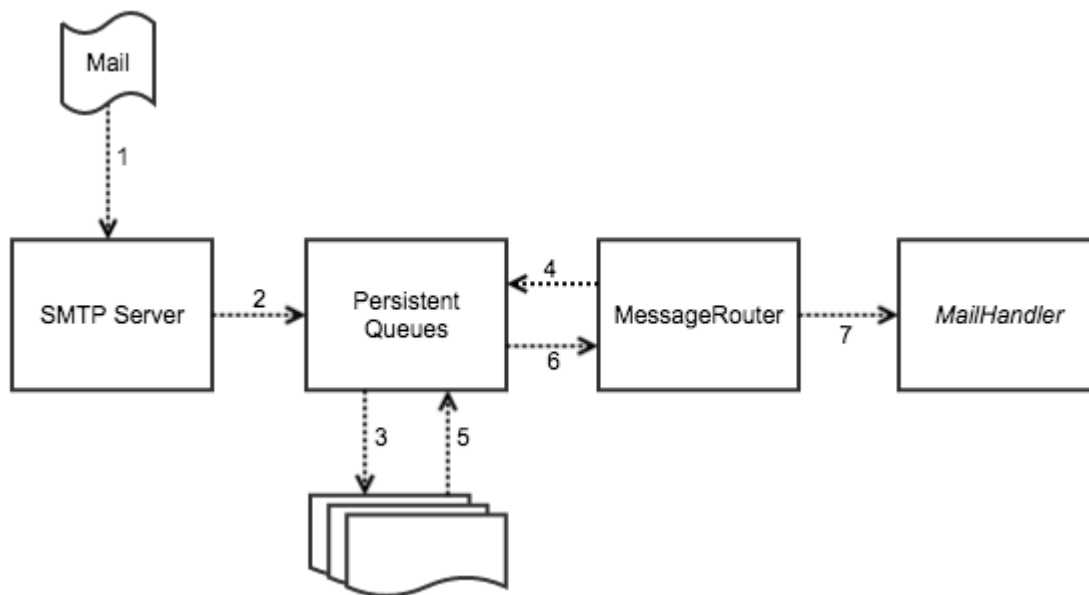 Mail
1
SMTP Server
2
Persistent
Queues
4
6
MessageRouter
7
MailHandler
3
5